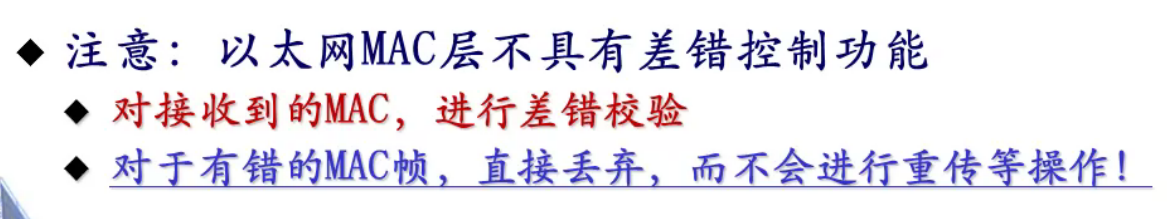 ◆ 注意：以太网MAC层不具有差错控制功能
◆ 对接收到的MAC，进行差错校验
◆ 对于有错的MAC帧，直接丢弃，而不会进行重传等操作！